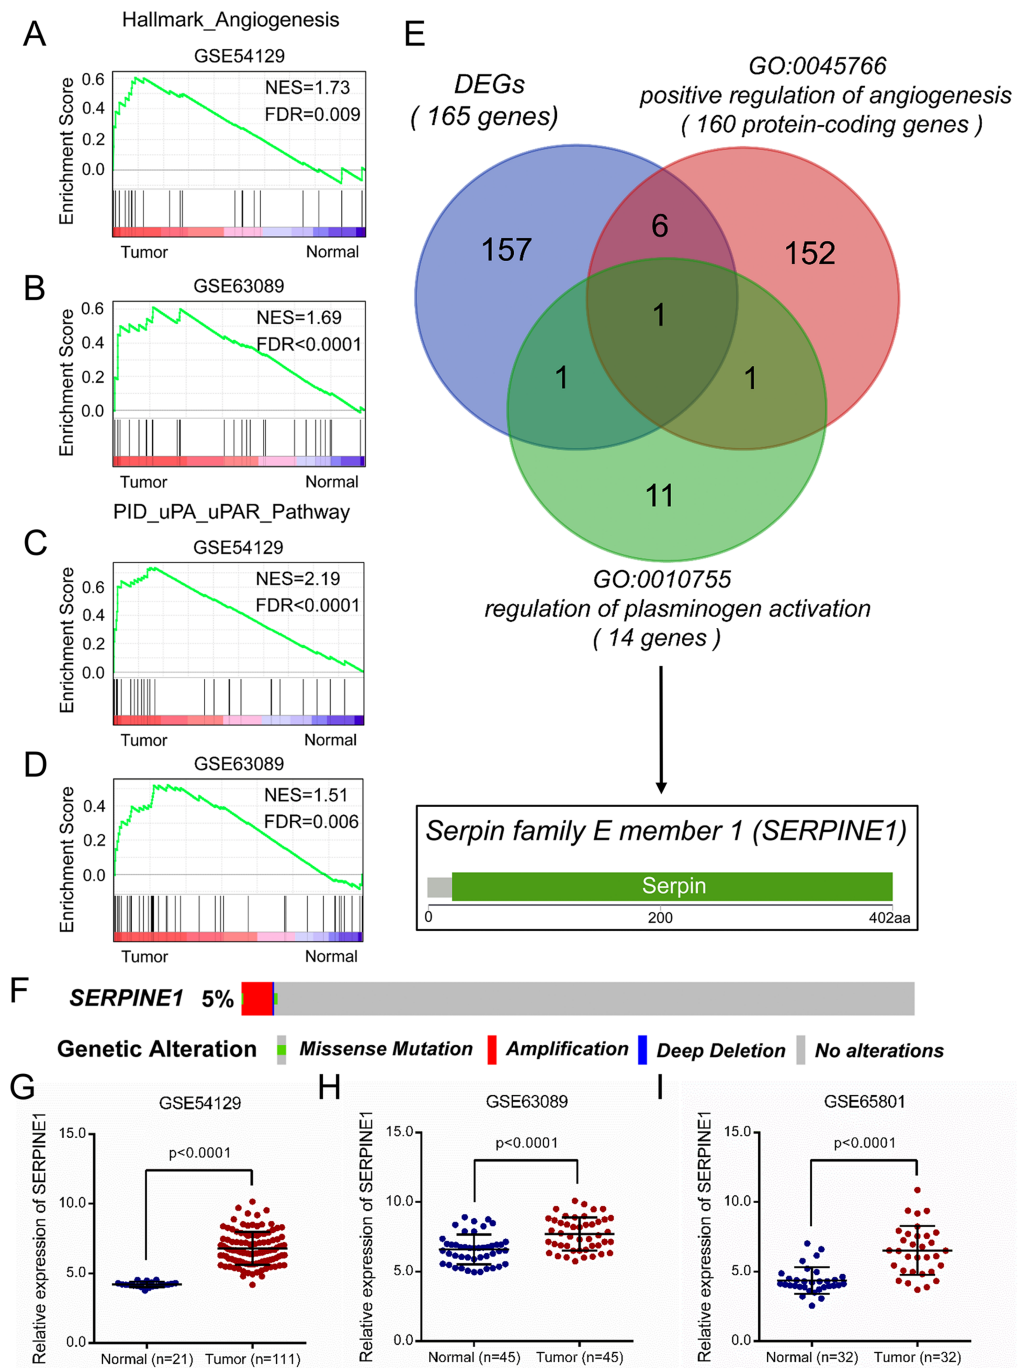 A
Hallmark_Angiogenesis
GSE54129
Enrichment Score
0.6
0.4
0.2
0.0
NES=1.73
FDR=0.009
Tumor
Normal
B
GSE63089
Enrichment Score
0.6
0.4
0.2
0.0
NES=1.69
FDR<0.0001
Tumor
Normal
PID_uPA_uPAR_Pathway
C
GSE54129
Enrichment Score
0.6
0.4
0.2
0.0
NES=2.19
FDR<0.0001
Tumor
Normal
D
GSE63089
Enrichment Score
0.4
0.2
0.0
NES=1.51
FDR=0.006
Tumor
Normal
E
DEGs
( 165 genes)
GO:0045766
positive regulation of angiogenesis
( 160 protein-coding genes )
157
6
152
1
1
1
11
GO:0010755
regulation of plasminogen activation
( 14 genes )
Serpin family E member 1 (SERPINE1)
Serpin
0
200
402aa
F
SERPINE1
5%
Genetic Alteration
Missense Mutation
Amplification
Deep Deletion
No alterations
G
GSE54129
Relative expression of SERPINE1
15.0
10.0
5.0
0.0
p<0.0001
Normal (n=21)
Tumor (n=111)
H
GSE63089
Relative expression of SERPINE1
15.0
10.0
5.0
0.0
p<0.0001
Normal (n=45)
Tumor (n=45)
I
GSE65801
Relative expression of SERPINE1
15.0
10.0
5.0
0.0
p<0.0001
Normal (n=32)
Tumor (n=32)